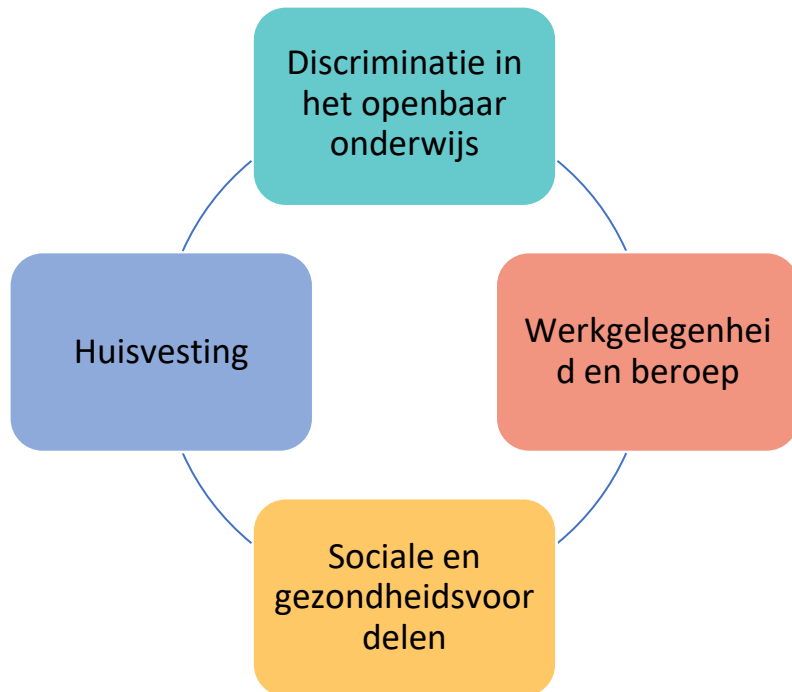 Discriminatie in
het openbaar
onderwijs
Huisvesting
Werkgelegenhei
d en beroep
Sociale en
gezondheidsvoor
delen